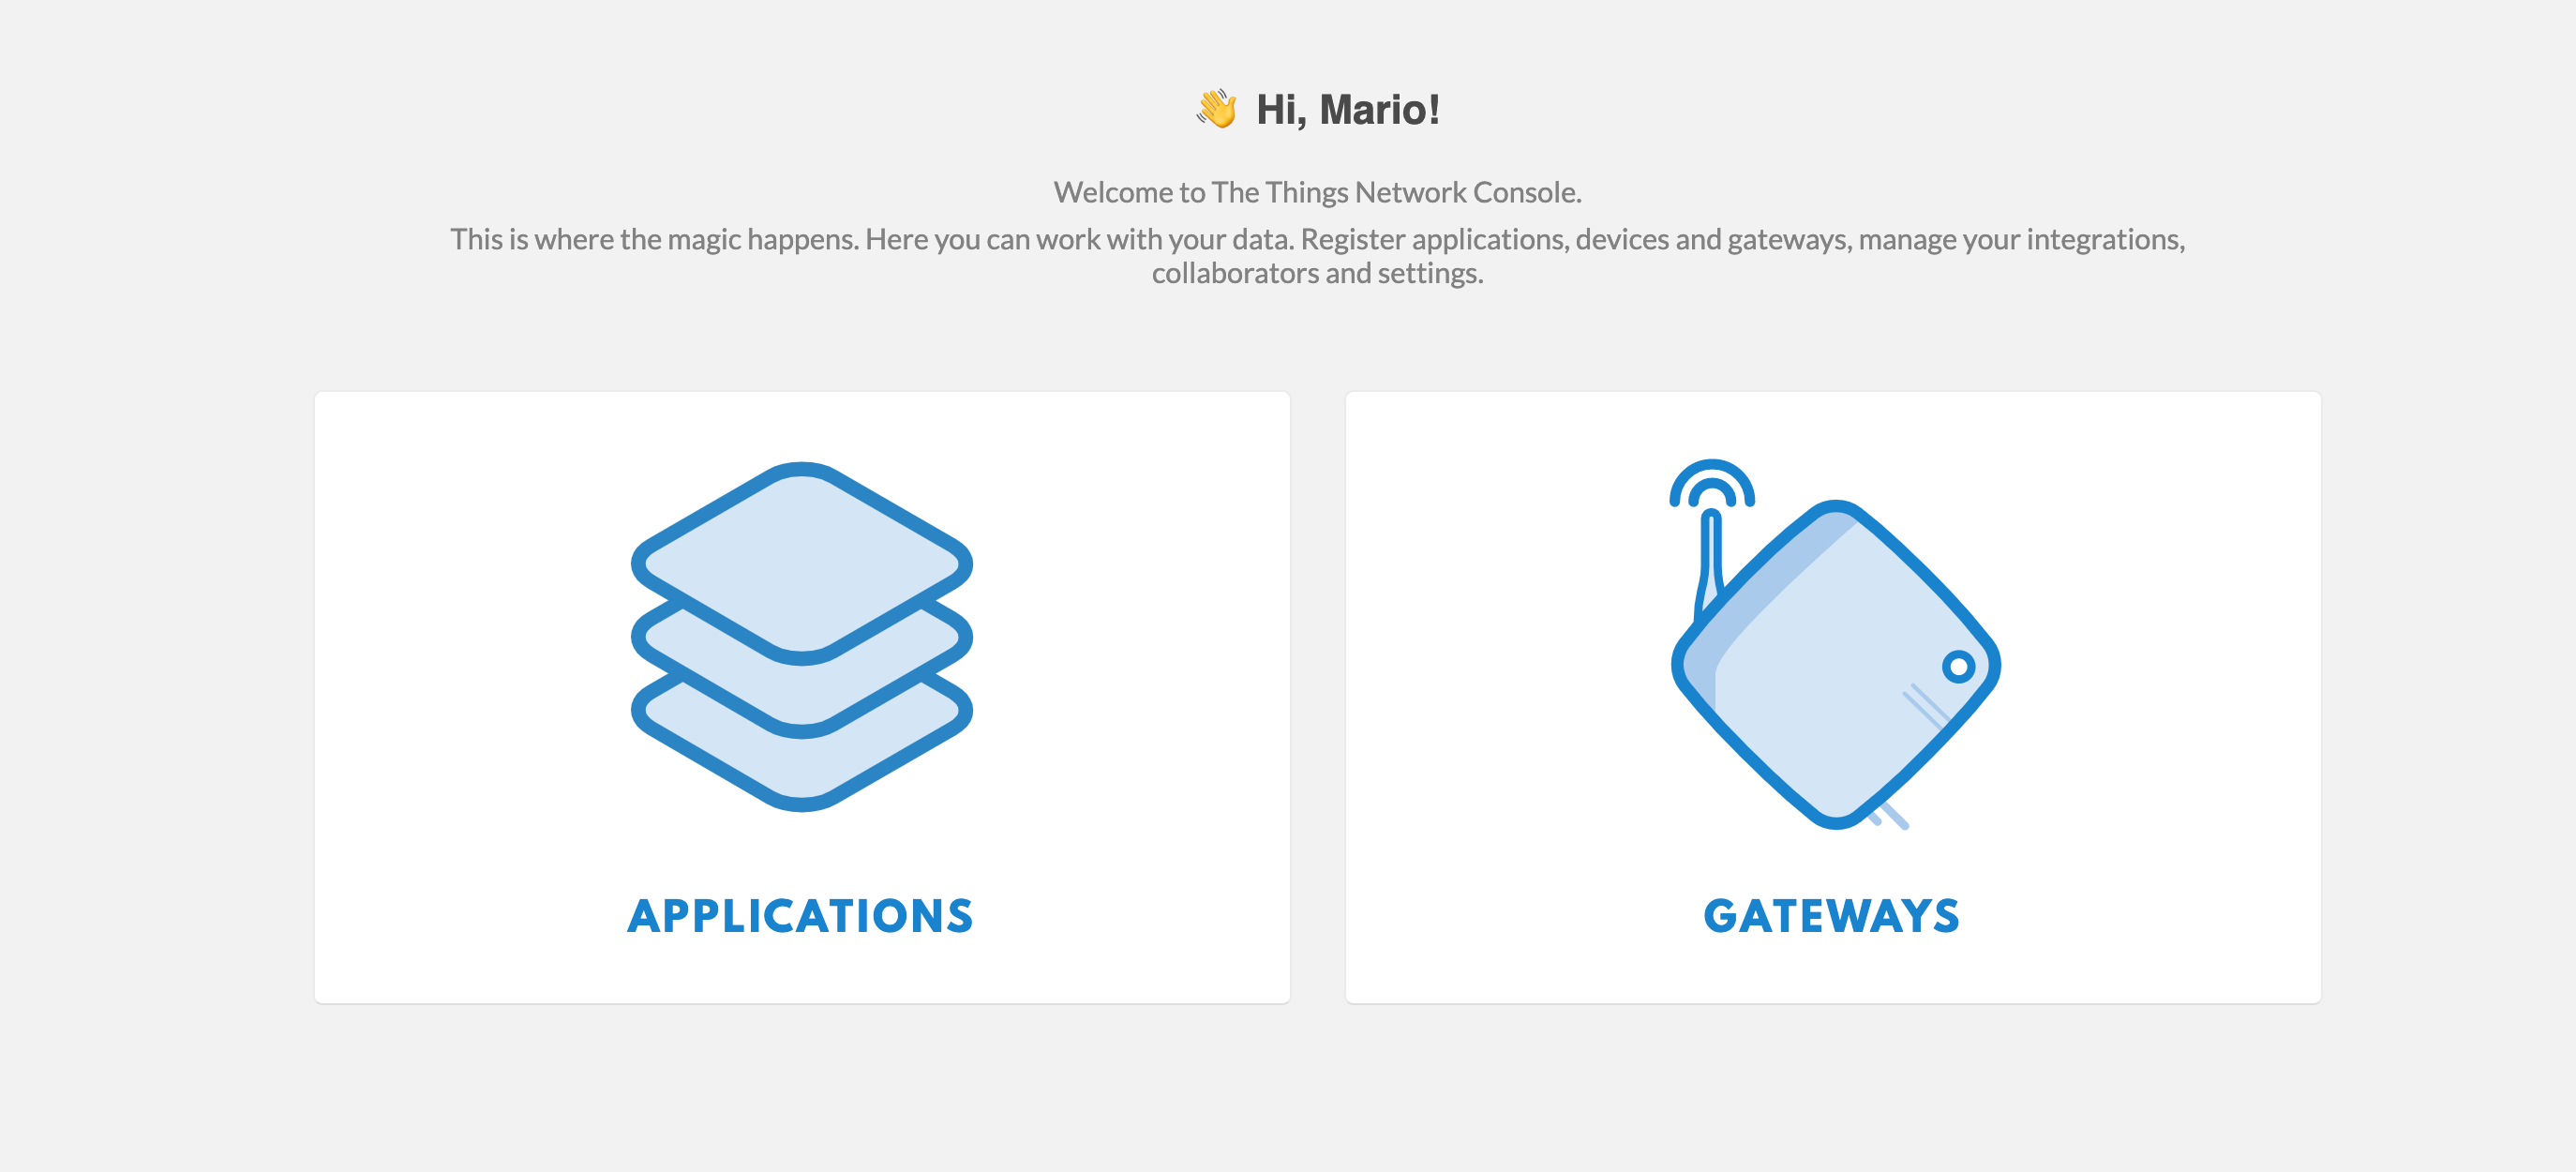 👋 Hi, Mario!
Welcome to The Things Network Console.
This is where the magic happens. Here you can work with your data. Register applications, devices and gateways, manage your integrations,
collaborators and settings.
APPLICATIONS
GATEWAYS